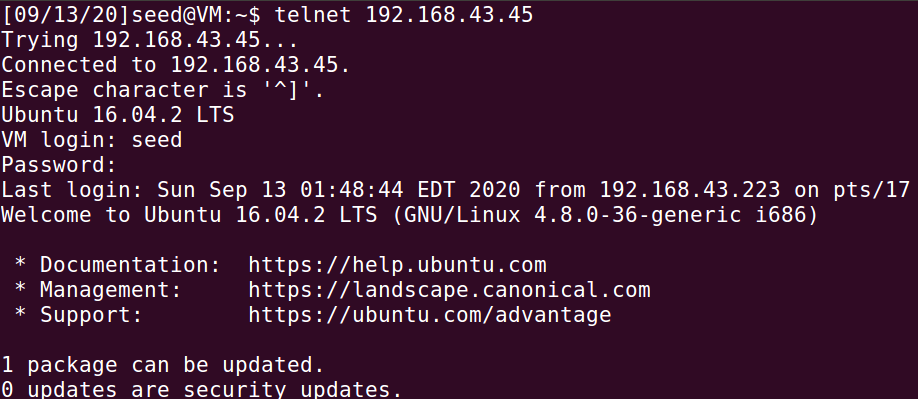 [09/13/20]seed@VM:~$ telnet 192.168.43.45
Trying 192.168.43.45...
Connected to 192.168.43.45.
Escape character is '^]'.
Ubuntu 16.04.2 LTS
VM login: seed
Password:
Last login: Sun Sep 13 01:48:44 EDT 2020 from 192.168.43.223 on pts/17
Welcome to Ubuntu 16.04.2 LTS (GNU/Linux 4.8.0-36-generic i686)
* Documentation:  https://help.ubuntu.com
* Management:     https://landscape.canonical.com
* Support:        https://ubuntu.com/advantage
1 package can be updated.
0 updates are security updates.